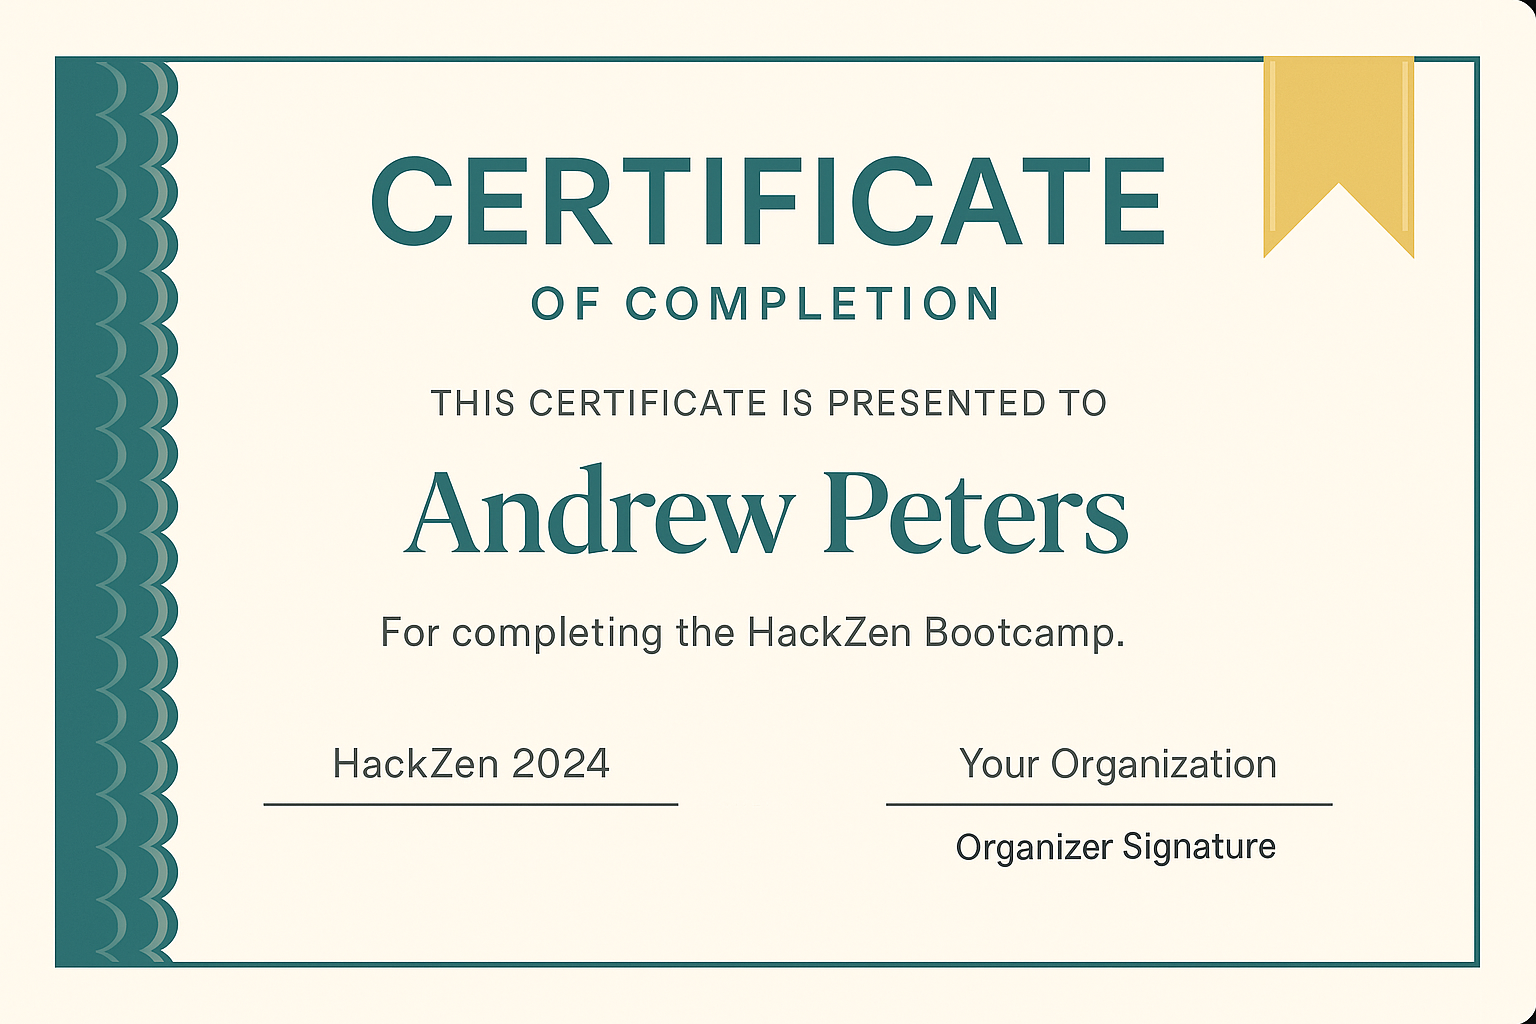 CERTIFICATE
OF COMPLETION
THIS CERTIFICATE IS PRESENTED TO
Andrew Peters
For completing the HackZen Bootcamp.
HackZen 2024
Your Organization
Organizer Signature